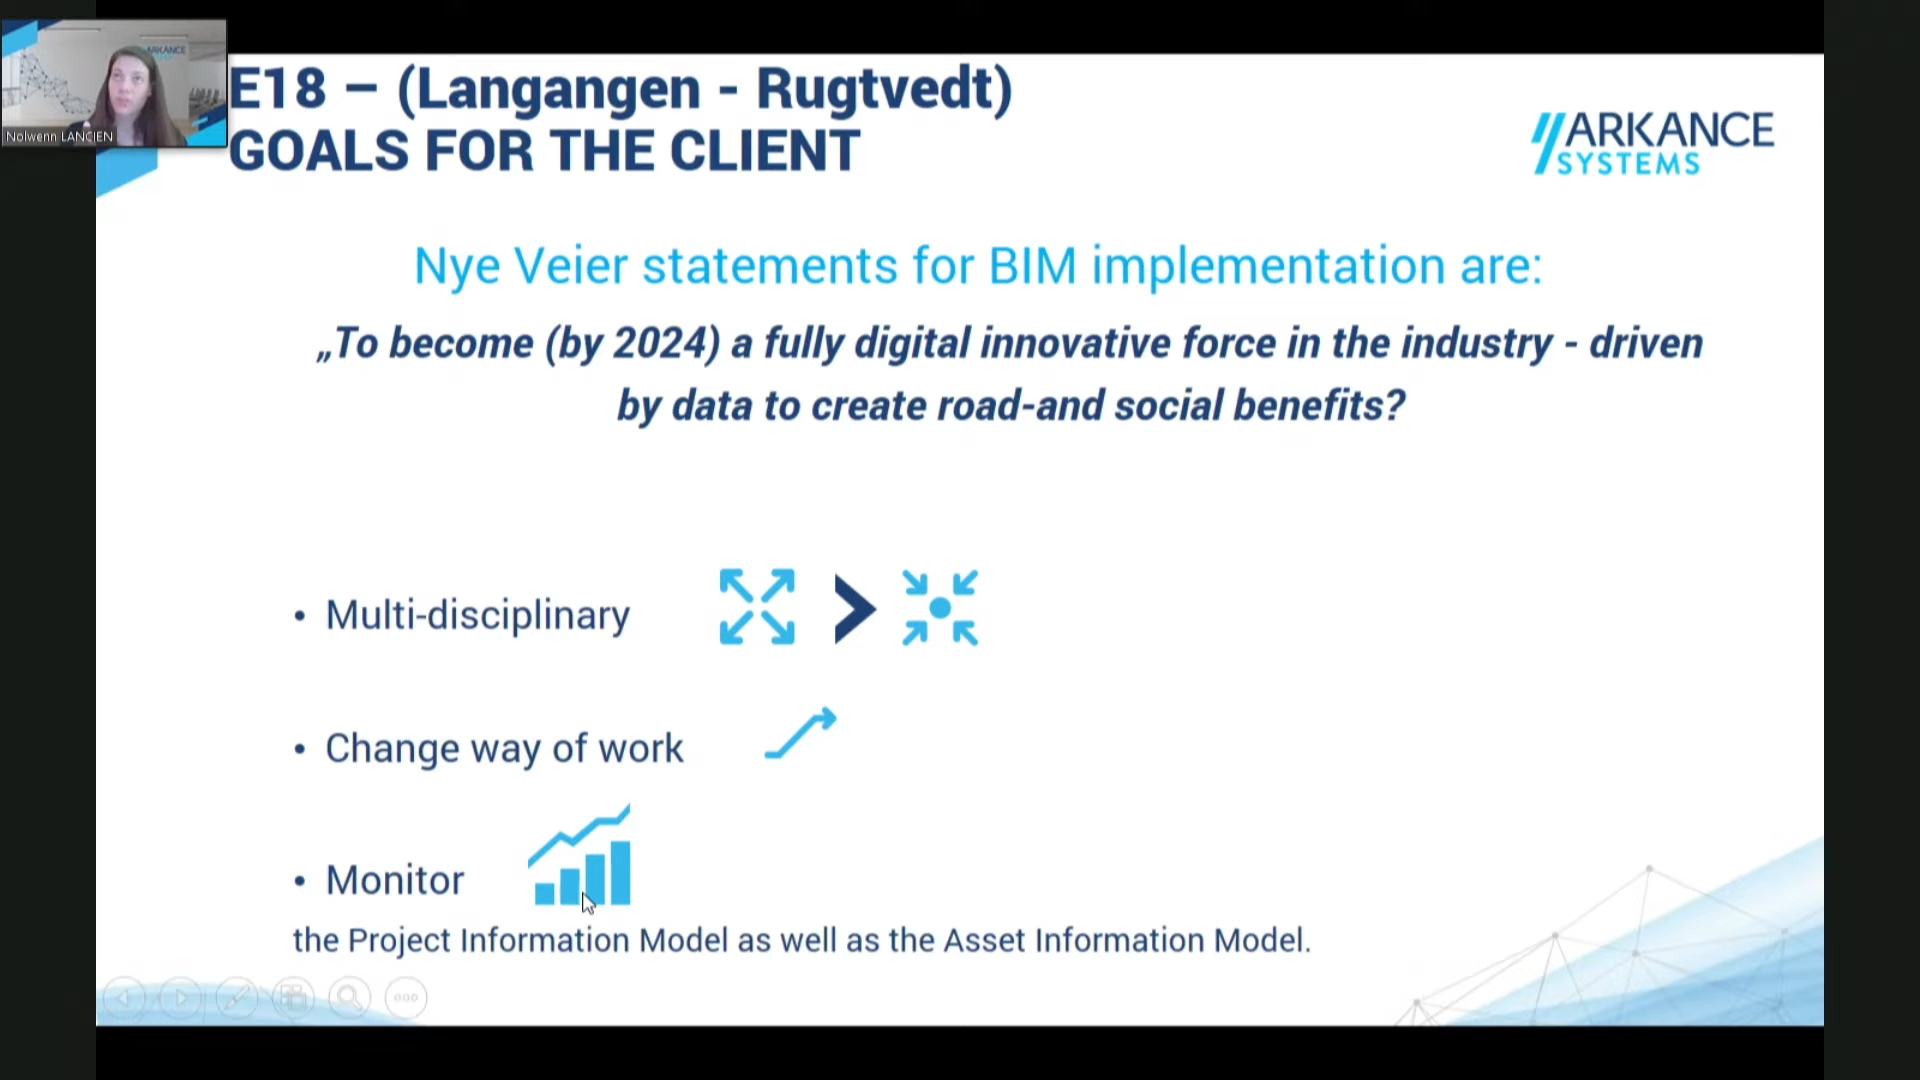 E18 – (Langangen - Rugtvedt)
GOALS FOR THE CLIENT
ARKANCE
SYSTEMS
ARKANCE
Nolwenn LANCIEN
Nye Veier statements for BIM implementation are:
„To become (by 2024) a fully digital innovative force in the industry - driven
by data to create road-and social benefits?
• Multi-disciplinary
• Change way of work
• Monitor
the Project Information Model as well as the Asset Information Model.